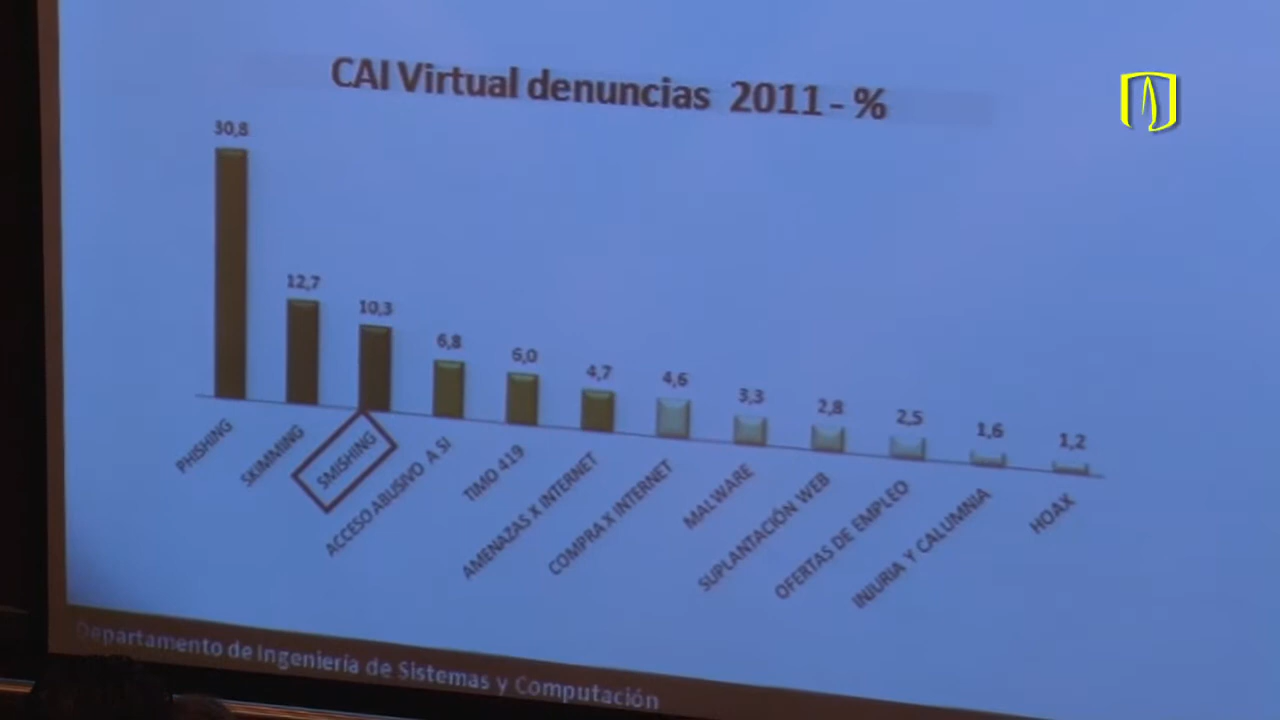 CAI Virtual denuncias 2011 - %
30,8
12,7
10,3
6,8
6,0
4,7
4,6
3,3
2,8
2,5
1,6
1,2
PHISHING
SKIMMING
SMISHING
ACCESO ABUSIVO A SI
TIMO 419
AMENAZAS X INTERNET
COMPRA X INTERNET
MALWARE
SUPLANTACIÓN WEB
OFERTAS DE EMPLEO
INJURIA Y CALUMNIA
HOAX
Departamento de Ingeniería de Sistemas y Computación